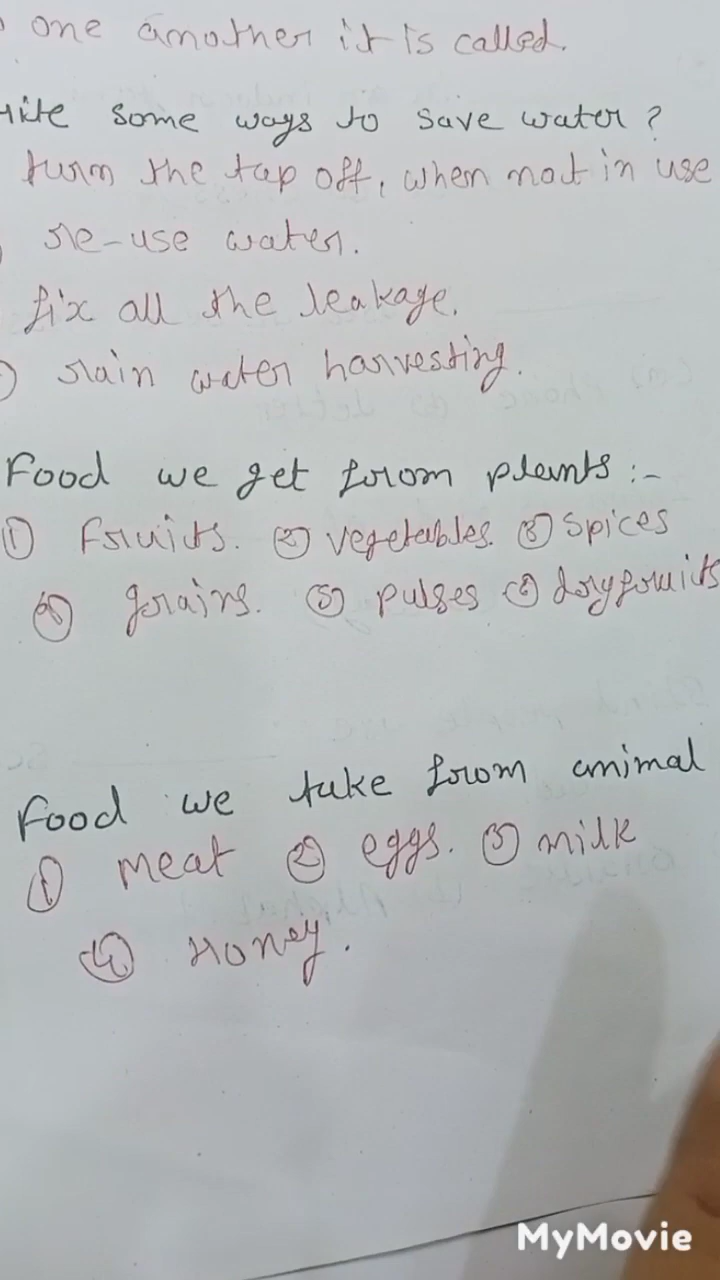 one another it is called.
rite some ways to save water?
turn the tap off, when not in use
re-use water.
fix all the leakage.
rain water harvesting.
Food we get from plants :-
① Fruits. ② vegetables. ③ spices
④ grains. ⑤ pulses ⑥ dryfruits
Food we take from animal
① meat ② eggs. ③ milk
④ Honey.
MyMovie